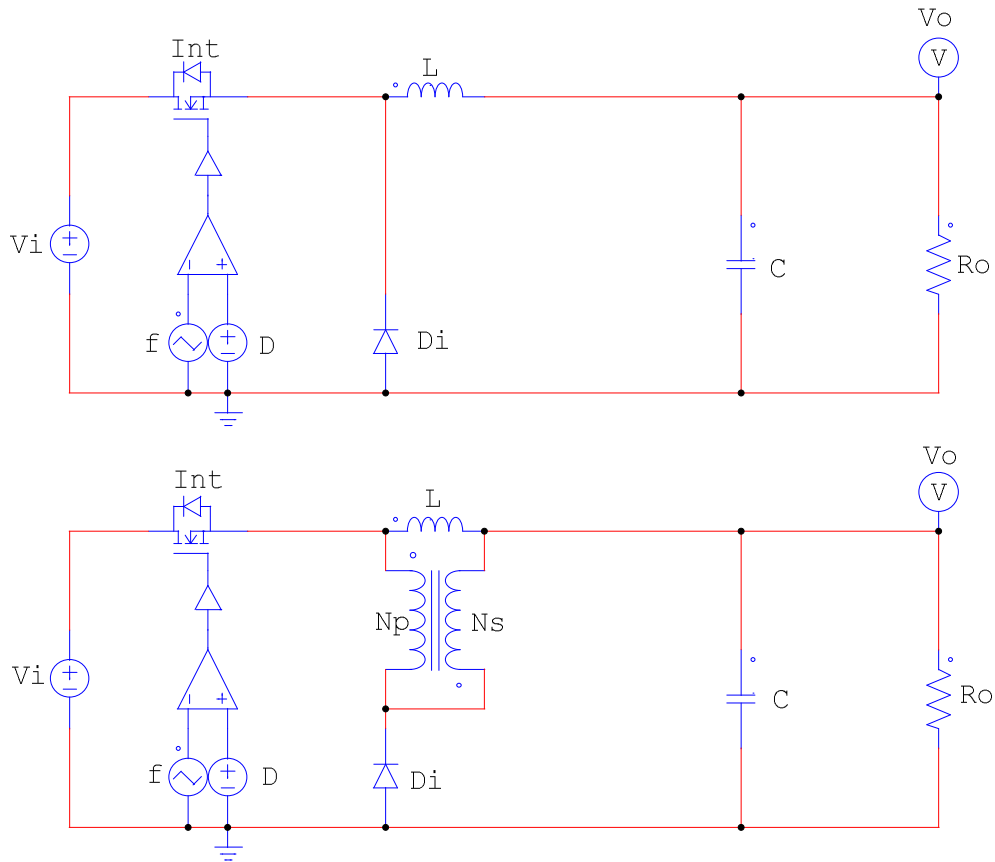 Vo
V
Int
L
Vi
+
−
− +
C
Ro
f
+
−
D
Di
Vo
V
Int
L
Np Ns
Vi
+
−
− +
C
Ro
f
+
−
D
Di